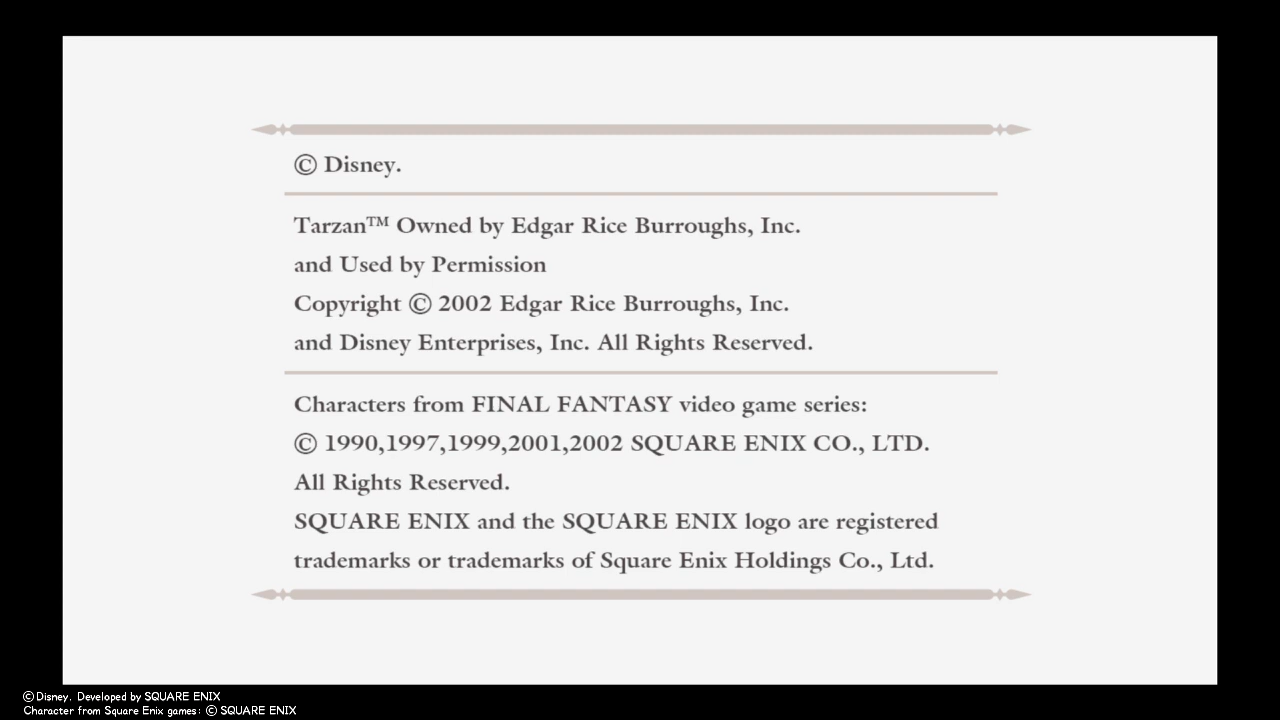 © Disney.
Tarzan™ Owned by Edgar Rice Burroughs, Inc.
and Used by Permission
Copyright © 2002 Edgar Rice Burroughs, Inc.
and Disney Enterprises, Inc. All Rights Reserved.
Characters from FINAL FANTASY video game series:
© 1990,1997,1999,2001,2002 SQUARE ENIX CO., LTD.
All Rights Reserved.
SQUARE ENIX and the SQUARE ENIX logo are registered
trademarks or trademarks of Square Enix Holdings Co., Ltd.
© Disney. Developed by SQUARE ENIX
Character from Square Enix games: © SQUARE ENIX